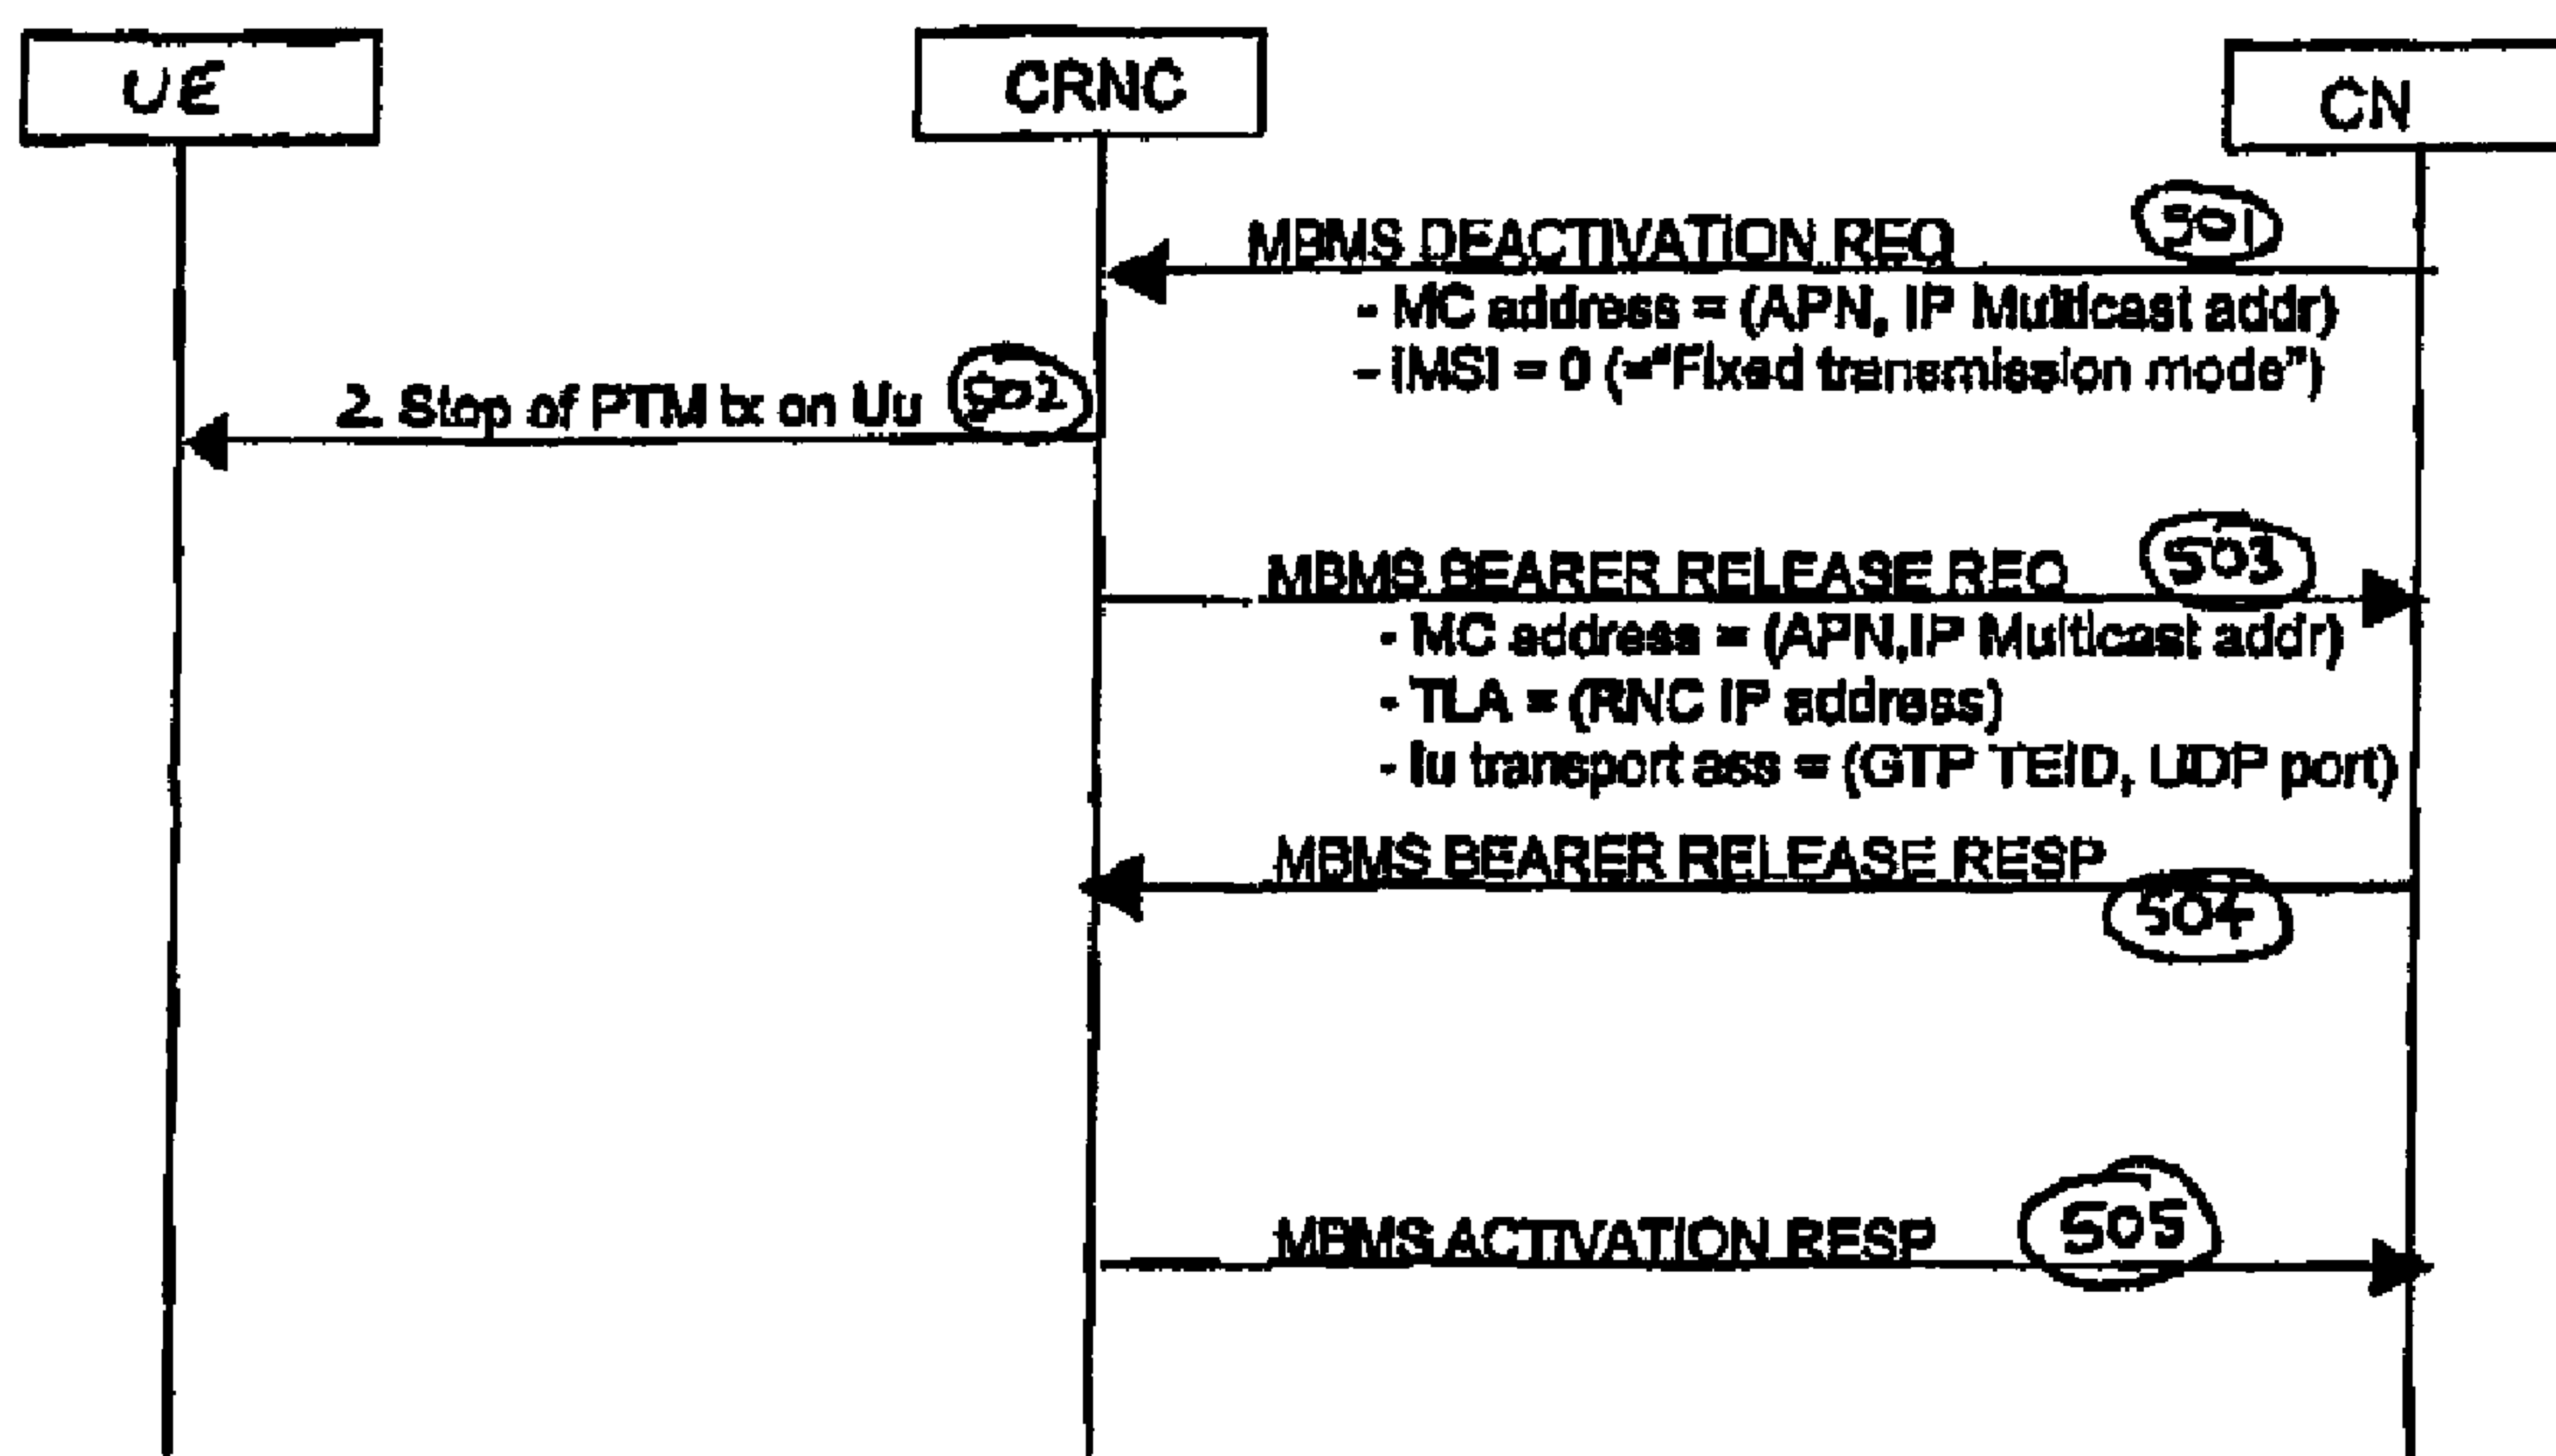 UE
CRNC
CN
MBMS DEACTIVATION REQ 501
- MC address = (APN, IP Multicast addr)
- IMSI = 0 (="Fixed transmission mode")
2. Stop of PTM tx on Uu 502
MBMS BEARER RELEASE REQ 503
- MC address = (APN,IP Multicast addr)
- TLA = (RNC IP address)
- Iu transport ass = (GTP TEID, UDP port)
MBMS BEARER RELEASE RESP
504
MBMS ACTIVATION RESP 505